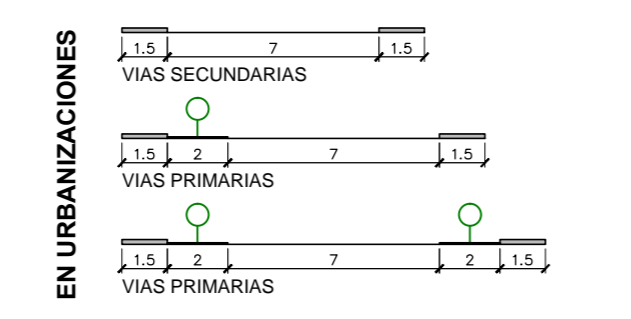 EN URBANIZACIONES
1.5 7 1.5
VIAS SECUNDARIAS
1.5 2 7 1.5
VIAS PRIMARIAS
1.5 2 7 2 1.5
VIAS PRIMARIAS